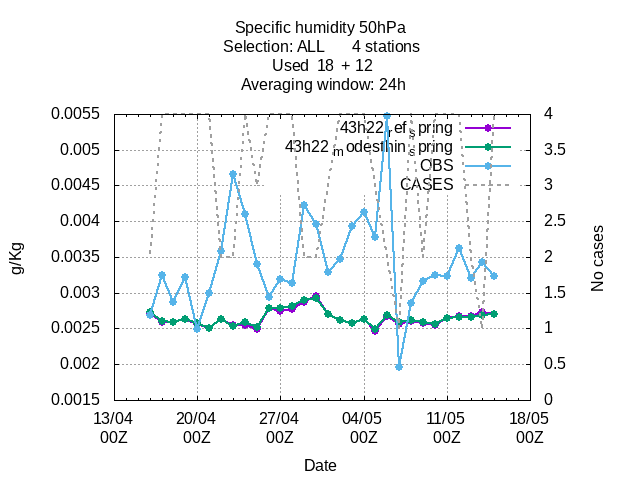 Specific humidity 50hPa
Selection: ALL 4 stations
Used 18 + 12
Averaging window: 24h
43h22_ref_spring
43h22_modesthin_spring
OBS
CASES
0.0055
0.005
0.0045
0.004
0.0035
0.003
0.0025
0.002
0.0015
g/Kg
4
3.5
3
2.5
2
1.5
1
0.5
0
No cases
13/04 20/04 27/04 04/05 11/05 18/05
00Z 00Z 00Z 00Z 00Z 00Z
Date